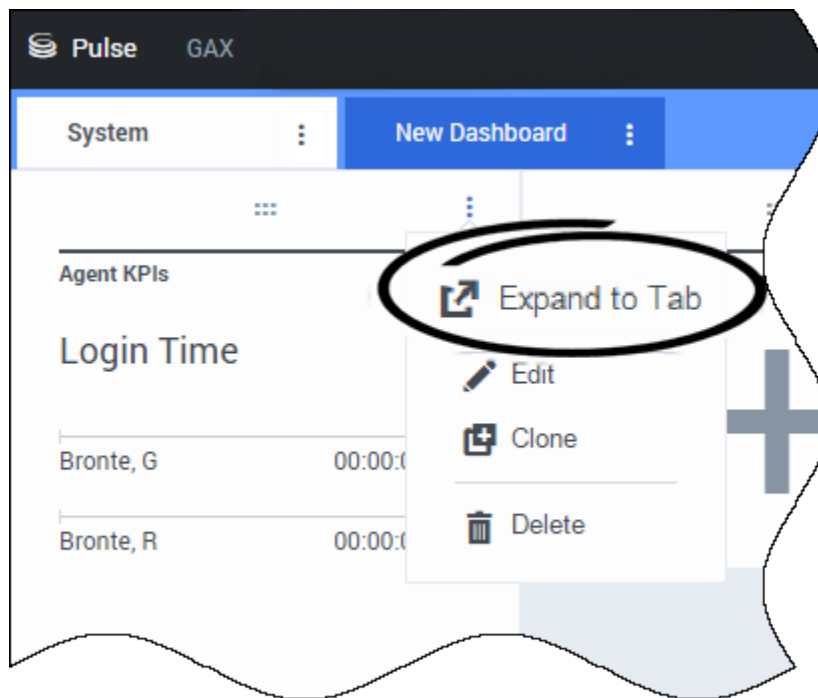 Pulse GAX
System New Dashboard
Agent KPIs
Expand to Tab
Login Time
Edit
Clone
Bronte, G
Delete
Bronte, R